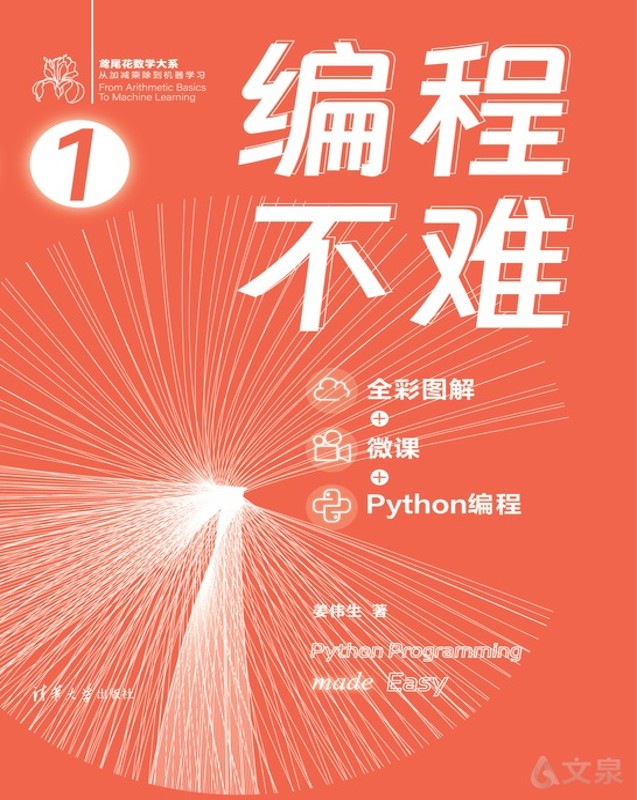 鸢尾花数学大系
从加减乘除到机器学习
From Arithmetic Basics
To Machine Learning
1
编程
不难
全彩图解
+
微课
+
Python编程
姜伟生 著
Python Programming
made Easy
清华大学出版社
文泉